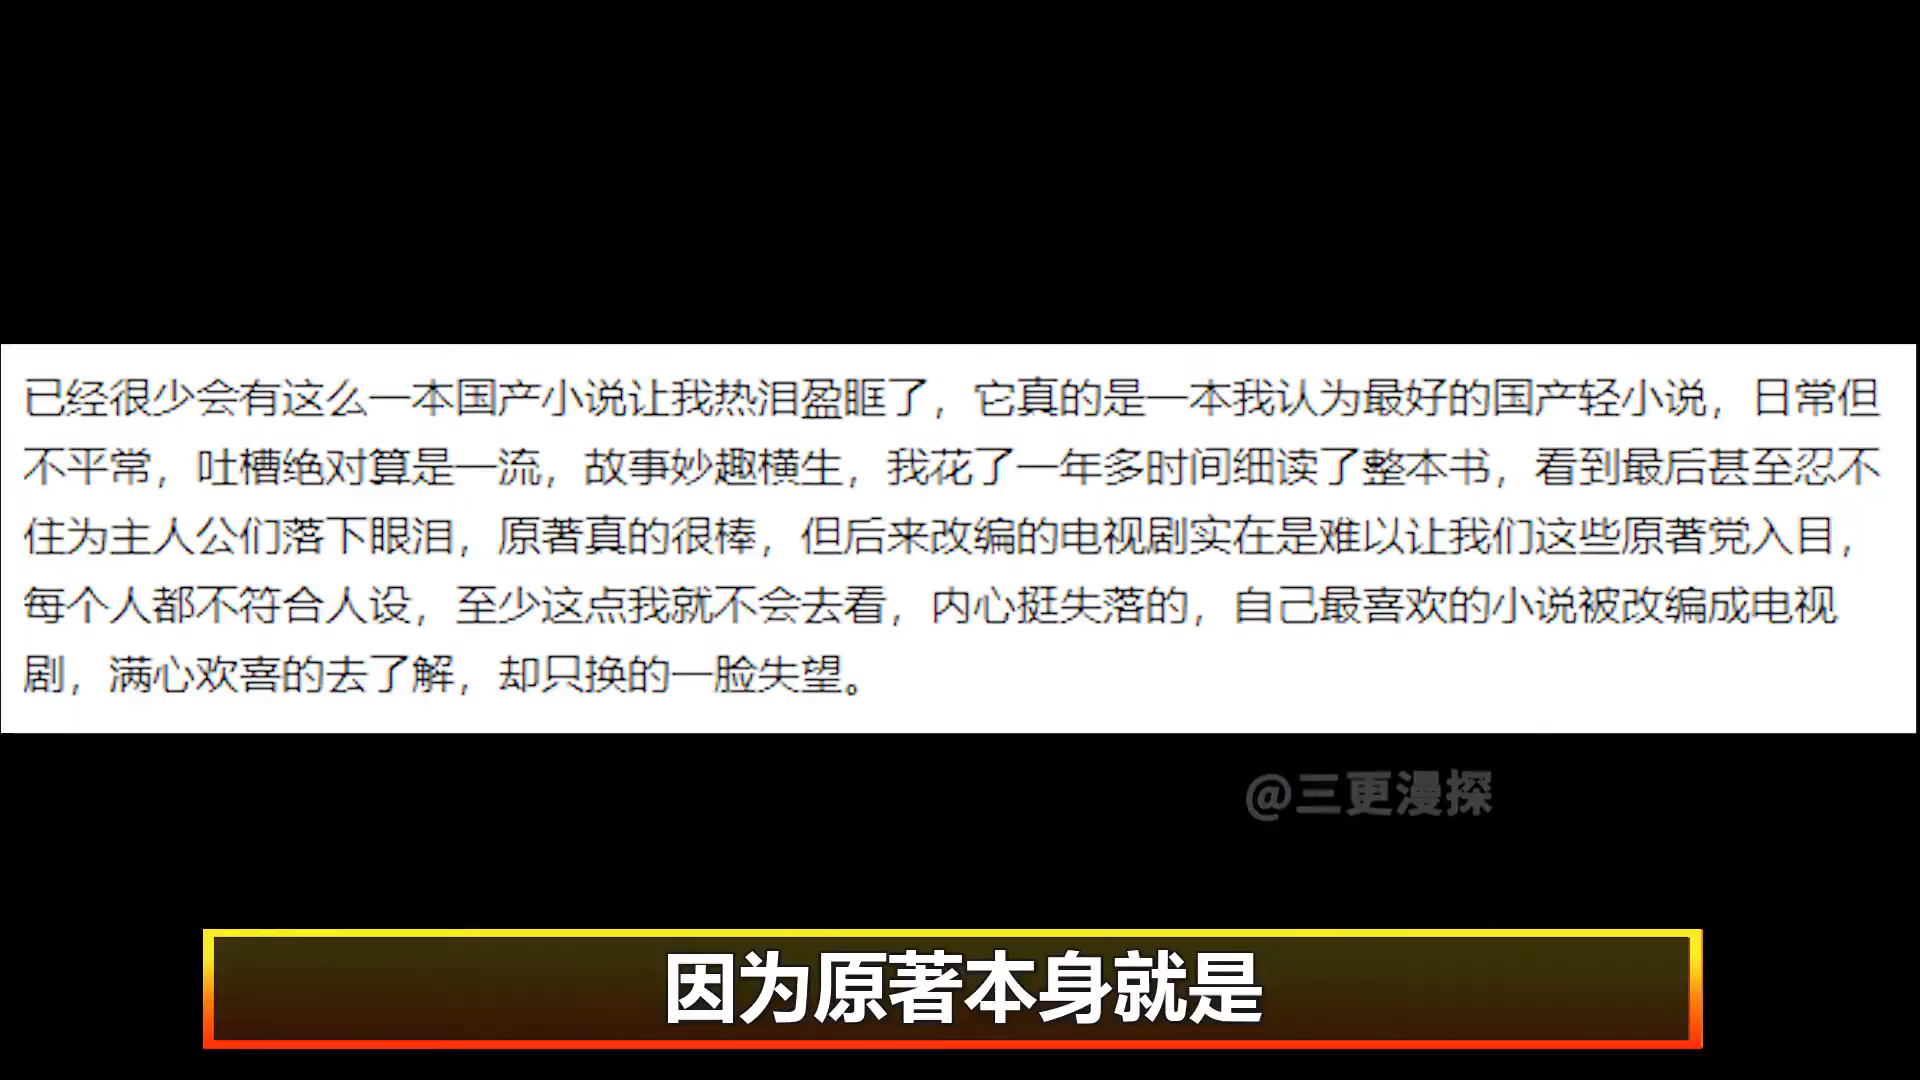 已经很少会有这么一本国产小说让我热泪盈眶了，它真的是一本我认为最好的国产轻小说，日常但
不平常，吐槽绝对算是一流，故事妙趣横生，我花了一年多时间细读了整本书，看到最后甚至忍不
住为主人公们落下眼泪，原著真的很棒，但后来改编的电视剧实在是难以让我们这些原著党入目，
每个人都不符合人设，至少这点我就不会去看，内心挺失落的，自己最喜欢的小说被改编成电视
剧，满心欢喜的去了解，却只换的一脸失望。
@三更漫探
因为原著本身就是